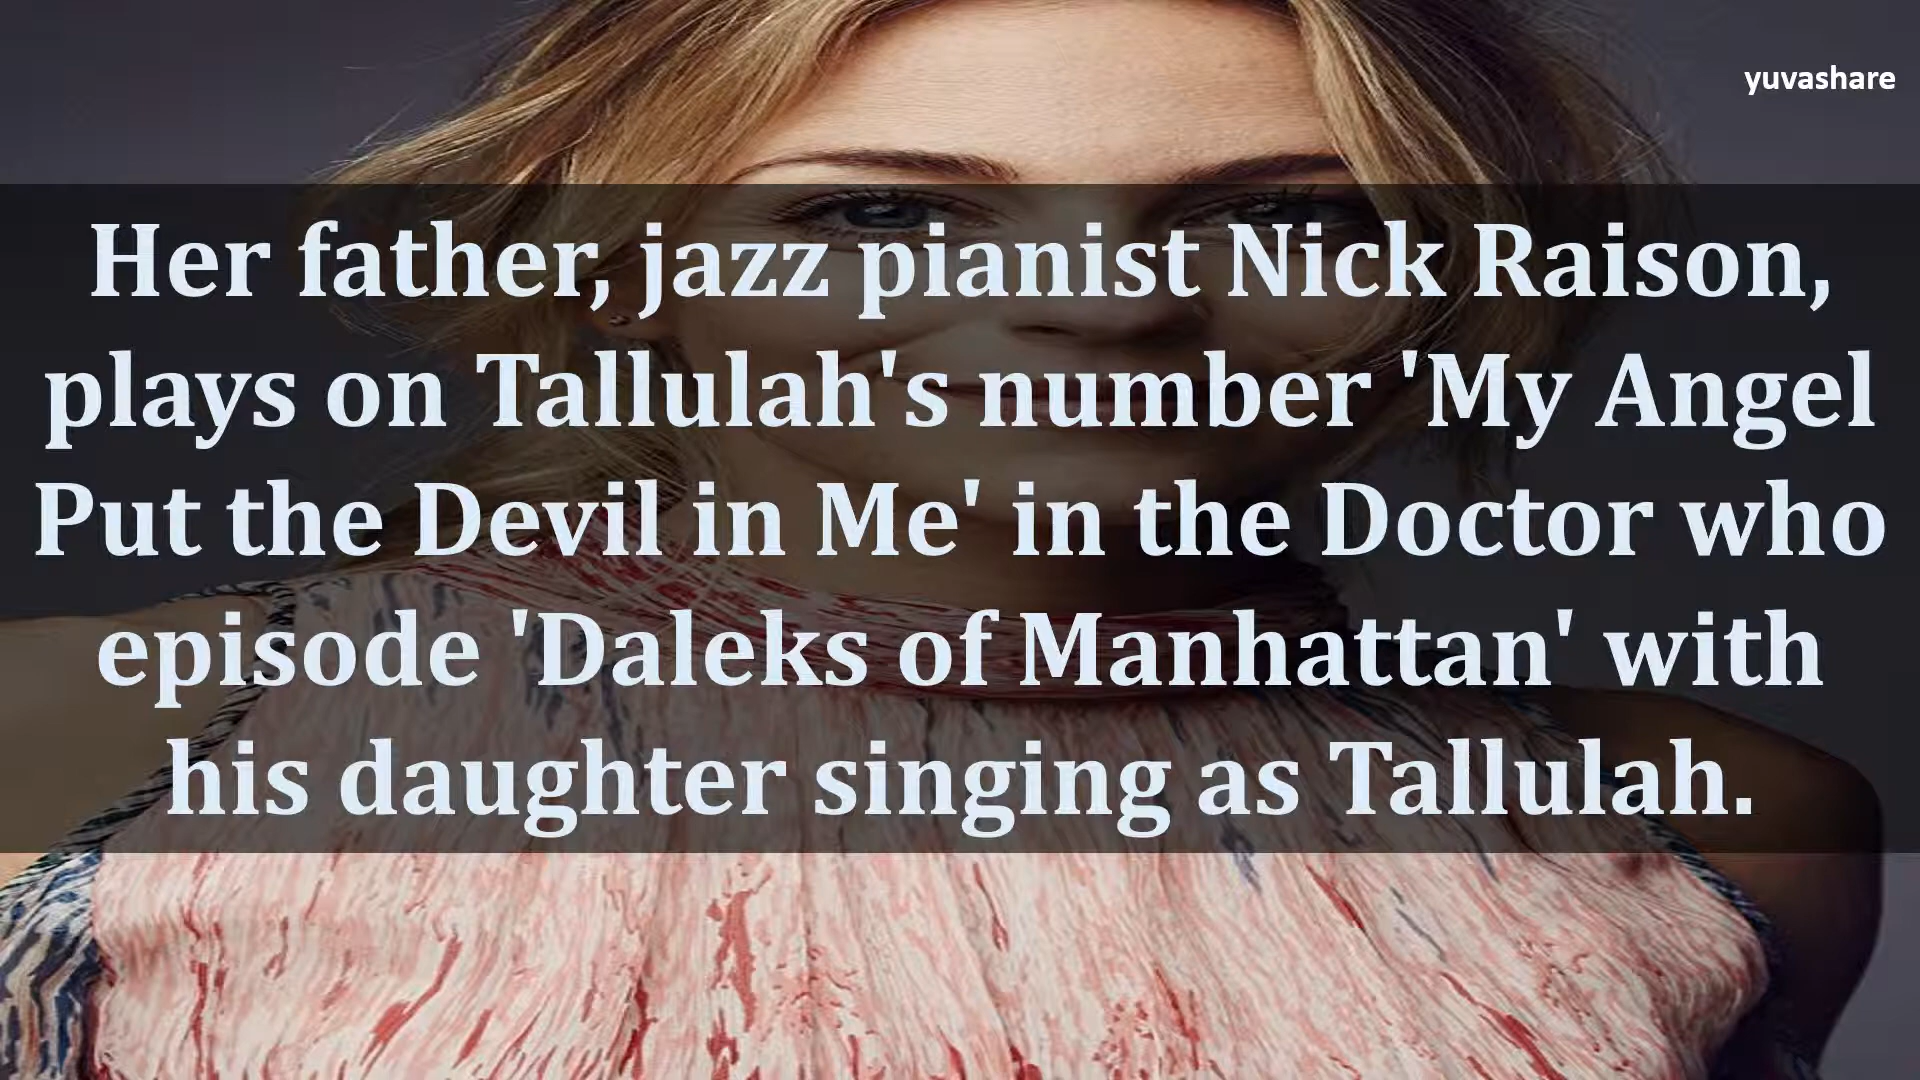 yuvashare
Her father, jazz pianist Nick Raison,
plays on Tallulah's number 'My Angel
Put the Devil in Me' in the Doctor who
episode 'Daleks of Manhattan' with
his daughter singing as Tallulah.